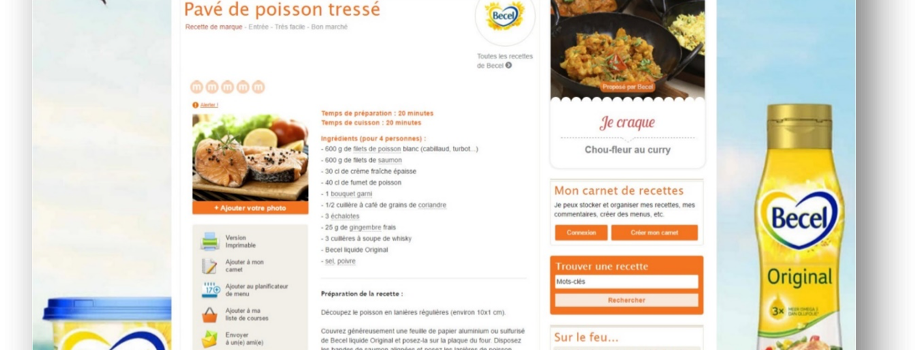 Pavé de poisson tressé
Recette de marque - Entrée - Très facile - Bon marché
Becel
Toutes les recettes
de Becel
m m m m m
Ajouter !
+ Ajouter votre photo
Version
Imprimable
Ajouter à mon
carnet
Ajouter au planificateur
de menu
Ajouter à ma
liste de courses
Envoyer
à un(e) ami(e)
Temps de préparation : 20 minutes
Temps de cuisson : 20 minutes
Ingrédients (pour 4 personnes) :
- 600 g de filets de poisson blanc (cabillaud, turbot...)
- 600 g de filets de saumon
- 30 cl de crème fraîche épaisse
- 40 cl de fumet de poisson
- 1 bouquet garni
- 1/2 cuillère à café de grains de coriandre
- 3 échalotes
- 25 g de gingembre frais
- 3 cuillères à soupe de whisky
- Becel liquide Original
- sel, poivre
Préparation de la recette :
Découpez le poisson en lanières régulières (environ 10x1 cm).
Couvrez généreusement une feuille de papier aluminium ou sulfurisé
de Becel liquide Original et posez-la sur la plaque du four. Disposez
Proposé par Becel
Je craque
Chou-fleur au curry
Mon carnet de recettes
Je peux stocker et organiser mes recettes, mes
commentaires, créer des menus, etc.
Connexion
Créer mon carnet
Trouver une recette
Mots-clés
Rechercher
Sur le feu...
Becel
Original
3x